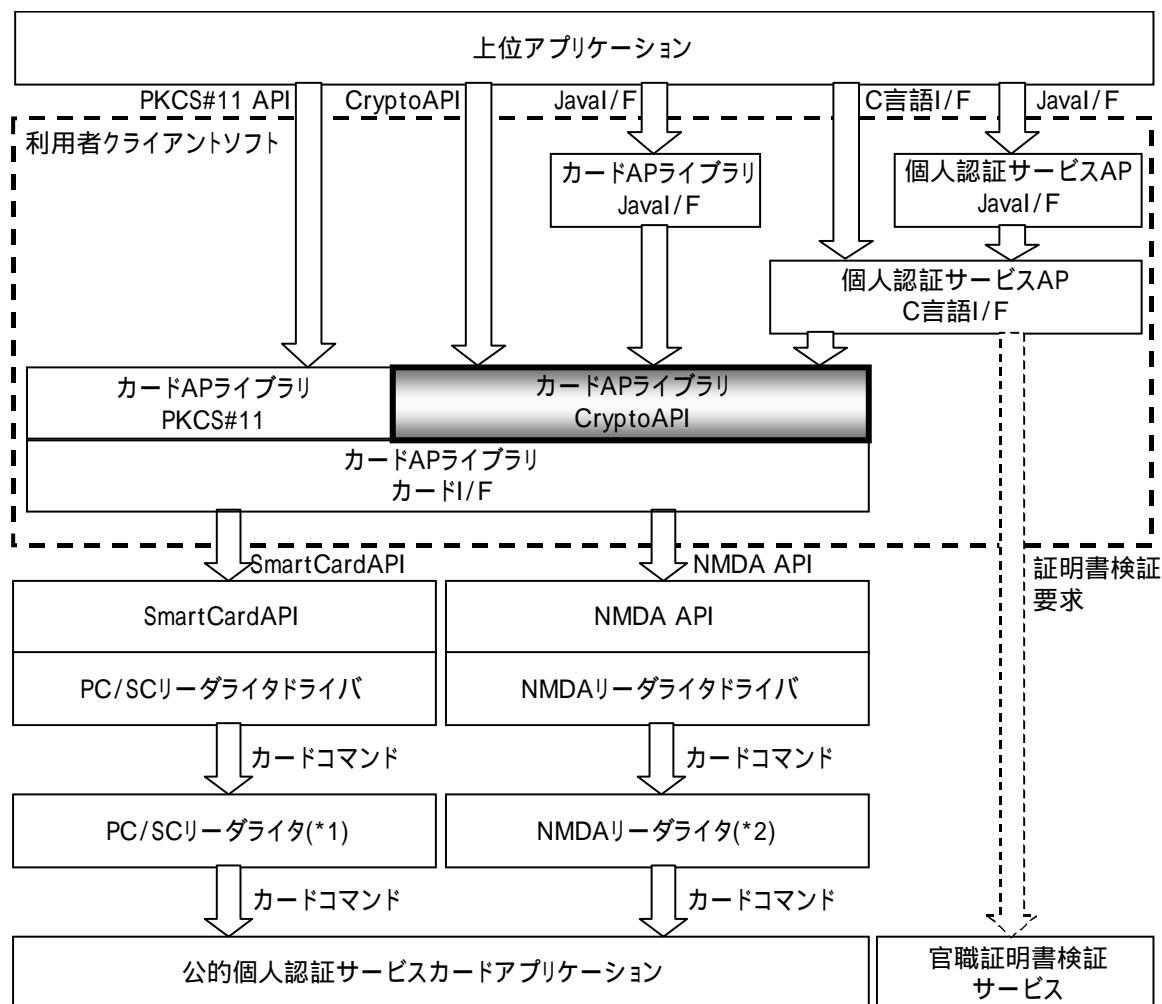 上位アプリケーション
PKCS#11 API
CryptoAPI
JavaI/F
C言語I/F
JavaI/F
利用者クライアントソフト
カードAPライブラリ
JavaI/F
個人認証サービスAP
JavaI/F
個人認証サービスAP
C言語I/F
カードAPライブラリ
PKCS#11
カードAPライブラリ
CryptoAPI
カードAPライブラリ
カードI/F
SmartCardAPI
NMDA API
証明書検証
要求
SmartCardAPI
NMDA API
PC/SCリーダライタドライバ
NMDAリーダライタドライバ
カードコマンド
カードコマンド
PC/SCリーダライタ(*1)
NMDAリーダライタ(*2)
カードコマンド
カードコマンド
公的個人認証サービスカードアプリケーション
官職証明書検証
サービス